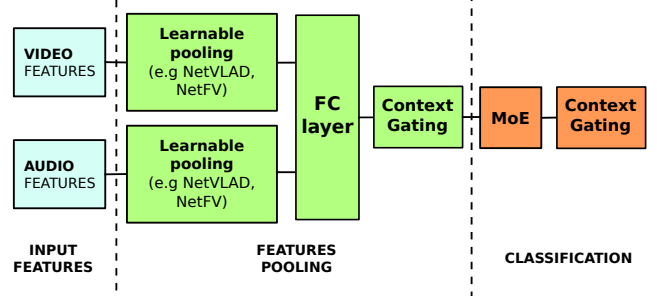 VIDEO
FEATURES
Learnable
pooling
(e.g NetVLAD,
NetFV)
AUDIO
FEATURES
Learnable
pooling
(e.g NetVLAD,
NetFV)
FC
layer
Context
Gating
MoE
Context
Gating
INPUT
FEATURES
FEATURES
POOLING
CLASSIFICATION